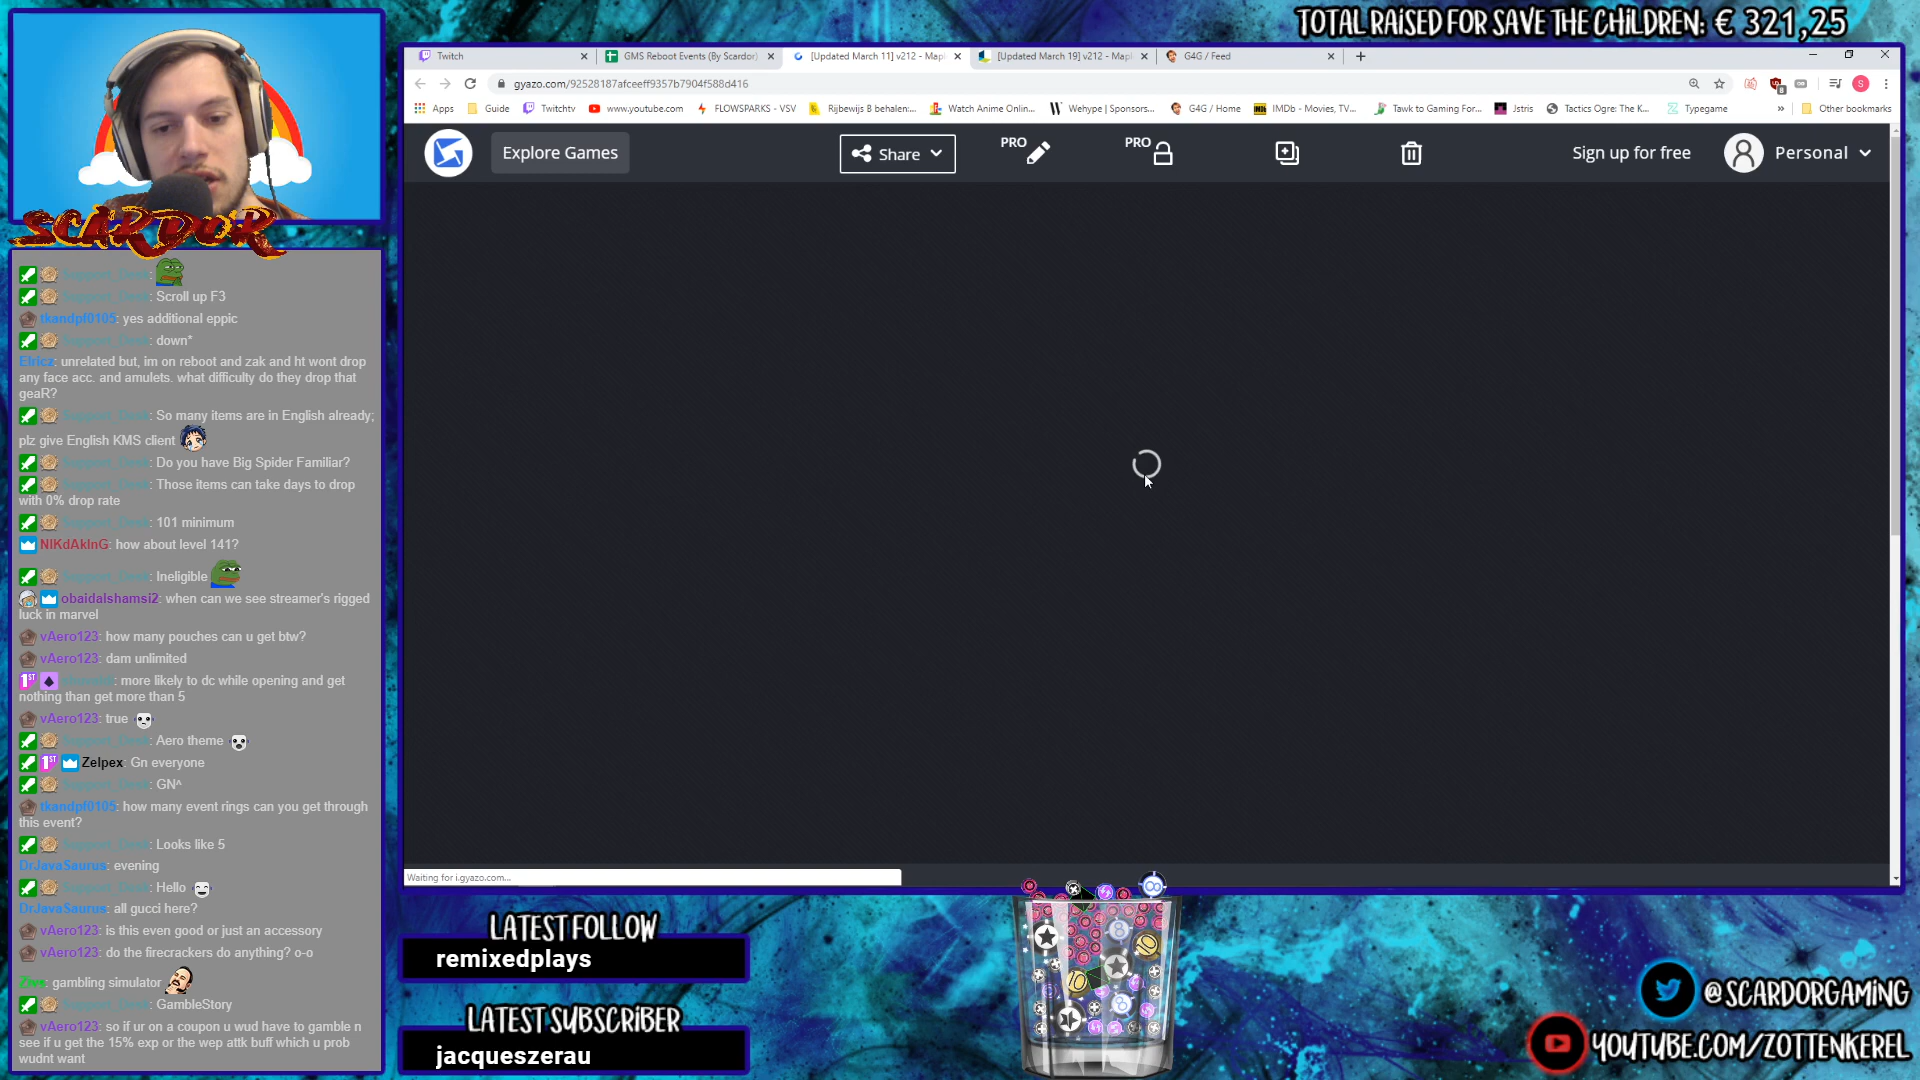 TOTAL RAISED FOR SAVE THE CHILDREN: € 321,25
Twitch
GMS Reboot Events (By Scardor)
[Updated March 11] v212 - Mapl
[Updated March 19] v212 - Mapl
G4G / Feed
gyazo.com/92528187afceeff9357b7904f588d416
Apps
Guide
Twitchtv
www.youtube.com
FLOWSPARKS - VSV
Rijbewijs B behalen:...
Watch Anime Onlin...
Wehype | Sponsors...
G4G / Home
IMDb - Movies, TV...
Tawk to Gaming For...
Jstris
Tactics Ogre: The K...
Typegame
»
Other bookmarks
Explore Games
Share
PRO
PRO
Sign up for free
Personal
Waiting for i.gyazo.com...
SCARDOR
Scroll up F3
tkandpf0105: yes additional eppic
down*
Elricz: unrelated but, im on reboot and zak and ht wont drop
any face acc. and amulets. what difficulty do they drop that
geaR?
So many items are in English already;
plz give English KMS client
Do you have Big Spider Familiar?
Those items can take days to drop
with 0% drop rate
101 minimum
NIKdAkInG: how about level 141?
Ineligible
obaidalshamsi2: when can we see streamer's rigged
luck in marvel
vAero123: how many pouches can u get btw?
vAero123: dam unlimited
more likely to dc while opening and get
nothing than get more than 5
vAero123: true
Aero theme
Zelpex: Gn everyone
GN^
tkandpf0105: how many event rings can you get through
this event?
Looks like 5
DrJavaSaurus: evening
Hello
DrJavaSaurus: all gucci here?
vAero123: is this even good or just an accessory
vAero123: do the firecrackers do anything? o-o
gambling simulator
GambleStory
vAero123: so if ur on a coupon u wud have to gamble n
see if u get the 15% exp or the wep attk buff which u prob
wudnt want
LATEST FOLLOW
remixedplays
LATEST SUBSCRIBER
jacqueszerau
@SCARDORGAMING
YOUTUBE.COM/ZOTTENKEREL